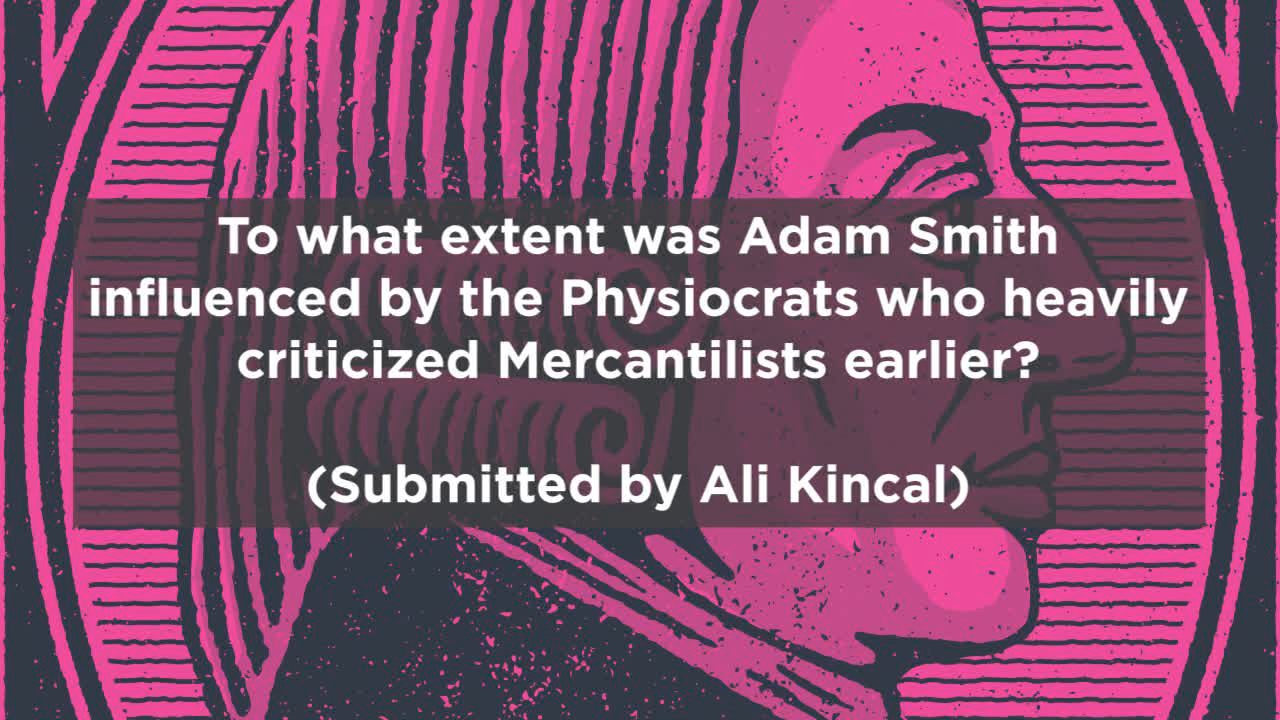 To what extent was Adam Smith
influenced by the Physiocrats who heavily
criticized Mercantilists earlier?
(Submitted by Ali Kincal)